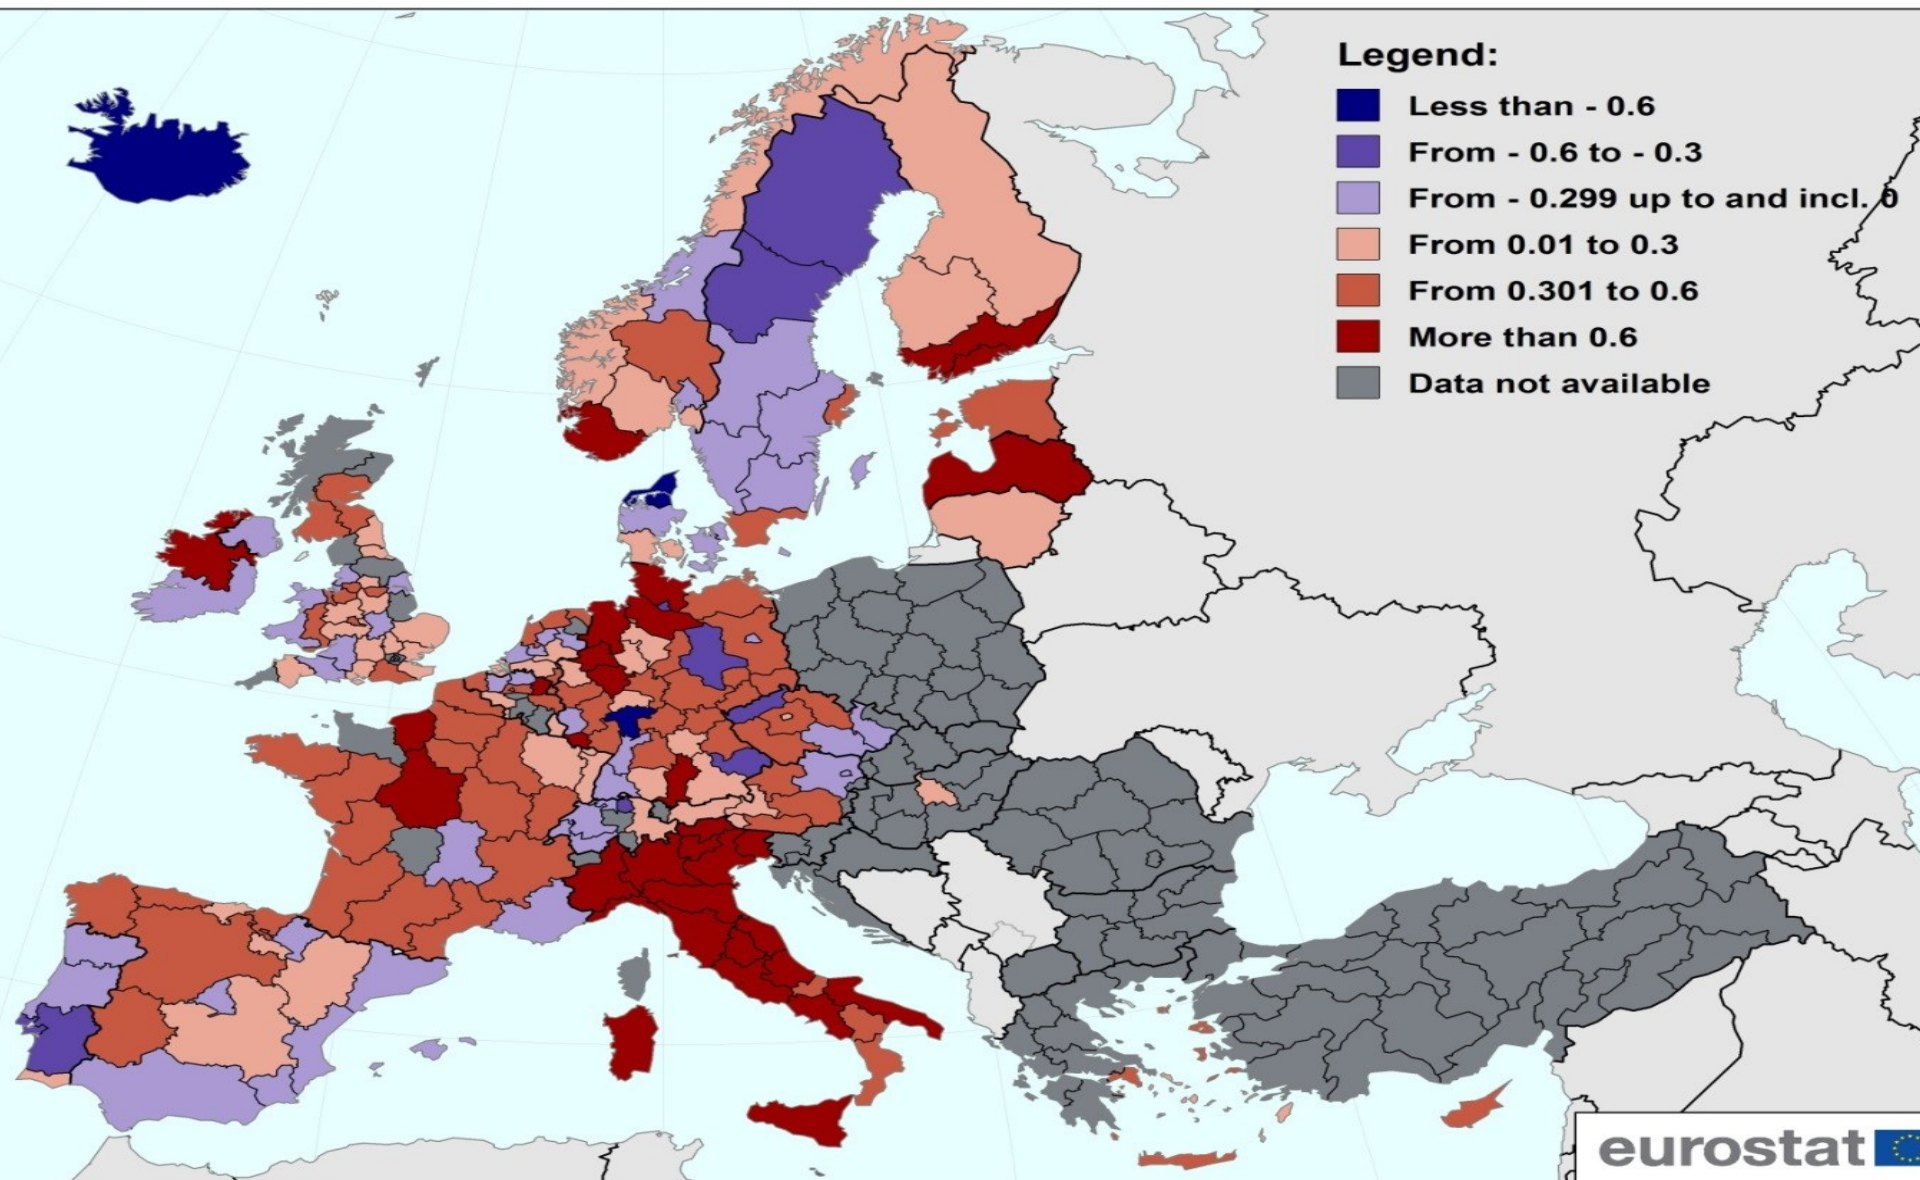 Legend:
Less than - 0.6
From - 0.6 to - 0.3
From - 0.299 up to and incl. 0
From 0.01 to 0.3
From 0.301 to 0.6
More than 0.6
Data not available
eurostat